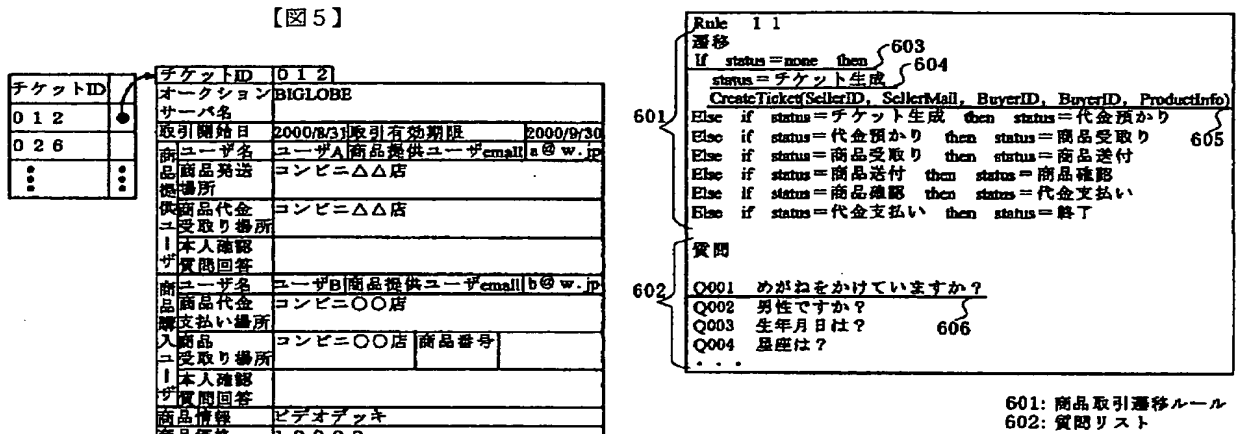 【図5】
チケットID
012
026
チケットID 012
オークションサーバ名 BIGLOBE
取引開始日 2000/8/31 取引有効期限 2000/9/30
商品提供ユーザ
ユーザ名 ユーザA 商品提供ユーザemail a@w.jp
商品発送場所 コンビニ△△店
商品代金受取り場所 コンビニ△△店
本人確認質問回答
商品購入ユーザ
ユーザ名 ユーザB 商品提供ユーザemail b@w.jp
商品代金支払い場所 コンビニ○○店
商品受取り場所 コンビニ○○店 商品番号
本人確認質問回答
商品情報 ビデオデッキ
Rule 11
遷移
If status=none then
603
status=チケット生成
604
CreateTicket(SellerID, SellerMail, BuyerID, BuyerID, ProductInfo)
605
Else if status=チケット生成 then status=代金預かり
Else if status=代金預かり then status=商品受取り
Else if status=商品受取り then status=商品送付
Else if status=商品送付 then status=商品確認
Else if status=商品確認 then status=代金支払い
Else if status=代金支払い then status=終了
601
質問
602
Q001 めがねをかけていますか?
606
Q002 男性ですか?
Q003 生年月日は?
Q004 星座は?
・・・
601: 商品取引遷移ルール
602: 質問リスト